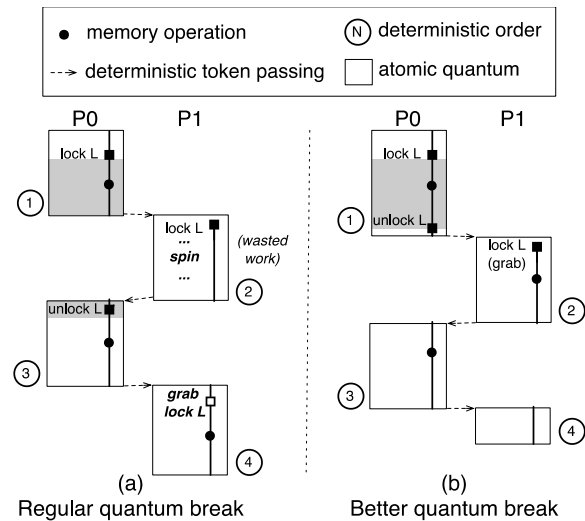 memory operation
N deterministic order
deterministic token passing
atomic quantum
P0 P1 P0 P1
lock L
1
lock L
...
spin
...
(wasted
work)
2
unlock L
3
grab
lock L
4
(a)
Regular quantum break
lock L
unlock L
1
lock L
(grab)
2
3
4
(b)
Better quantum break